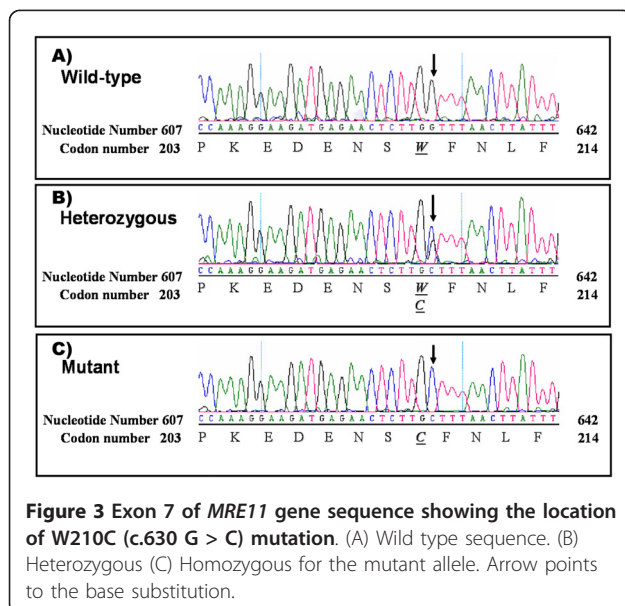 A)
Wild-type
Nucleotide Number 607 CCAAAGGAAGATGAGAACTCTTGGTTTAACTTATTT 642
Codon number 203 P K E D E N S W F N L F 214
B)
Heterozygous
Nucleotide Number 607 CCAAAGGAAGATGAGAACTCTTGCTTTAACTTATTT 642
Codon number 203 P K E D E N S W F N L F 214
C
C)
Mutant
Nucleotide Number 607 CCAAAGGAAGATGAGAACTCTTGCTTTAACTTATTT 642
Codon number 203 P K E D E N S C F N L F 214
Figure 3 Exon 7 of MRE11 gene sequence showing the location
of W210C (c.630 G > C) mutation. (A) Wild type sequence. (B)
Heterozygous (C) Homozygous for the mutant allele. Arrow points
to the base substitution.